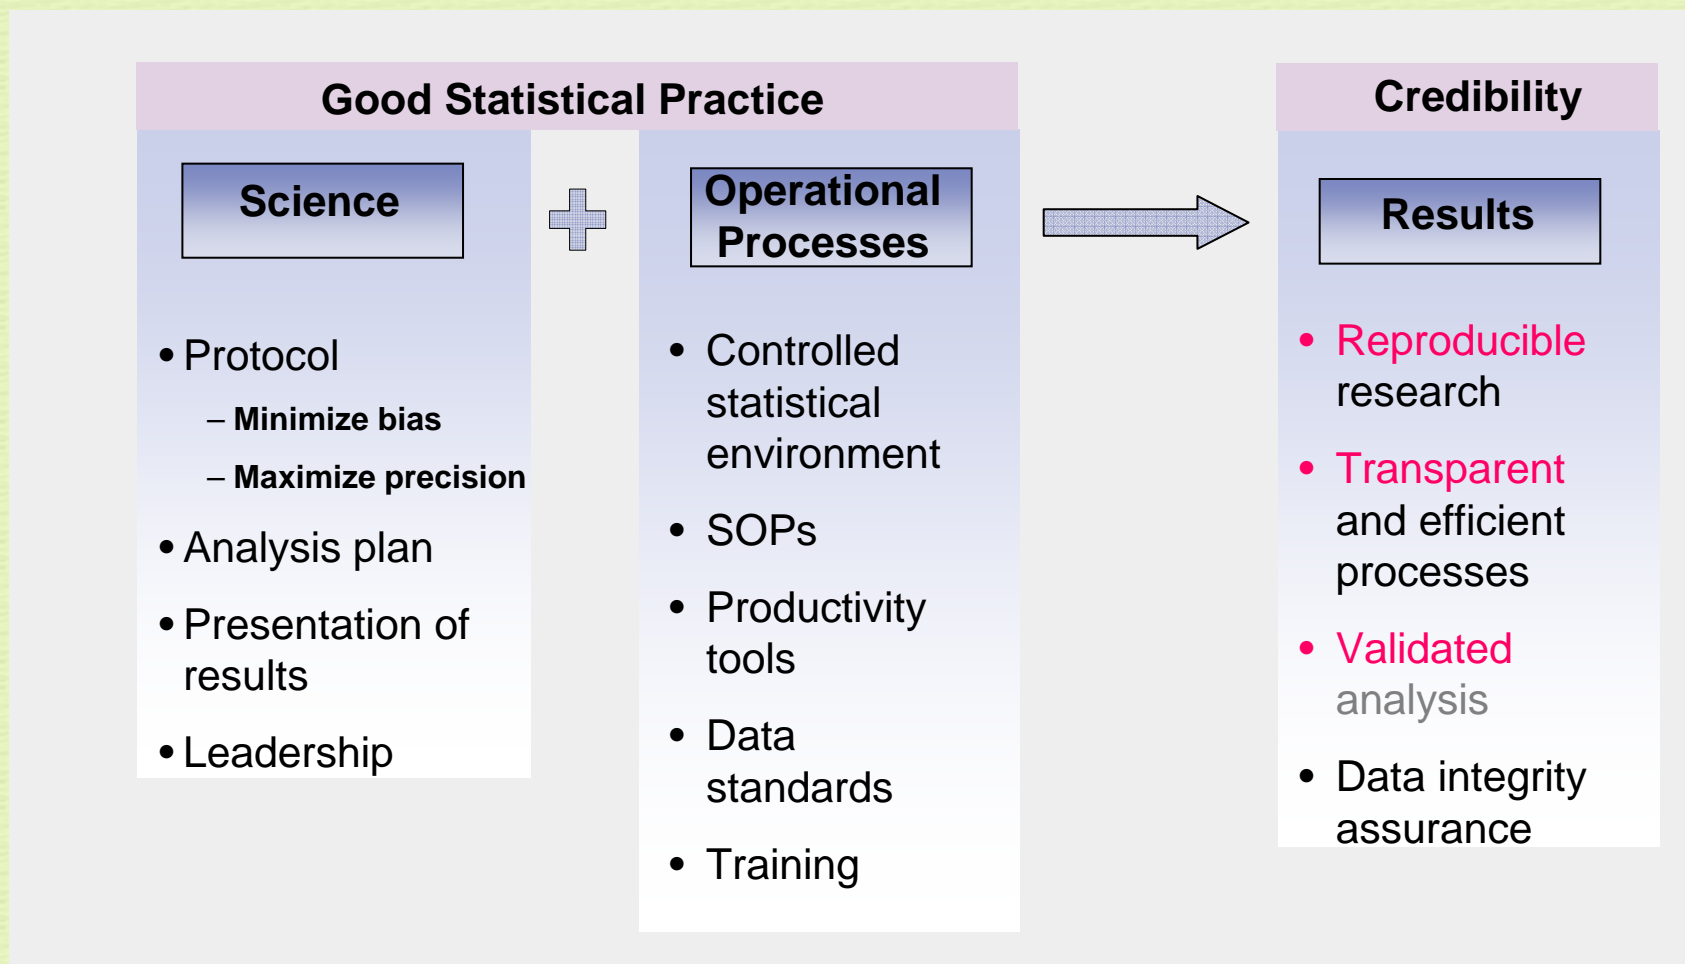 Good Statistical Practice
Science
• Protocol
– Minimize bias
– Maximize precision
• Analysis plan
• Presentation of
results
• Leadership
Operational
Processes
• Controlled
statistical
environment
• SOPs
• Productivity
tools
• Data
standards
• Training
Credibility
Results
• Reproducible
research
• Transparent
and efficient
processes
• Validated
analysis
• Data integrity
assurance